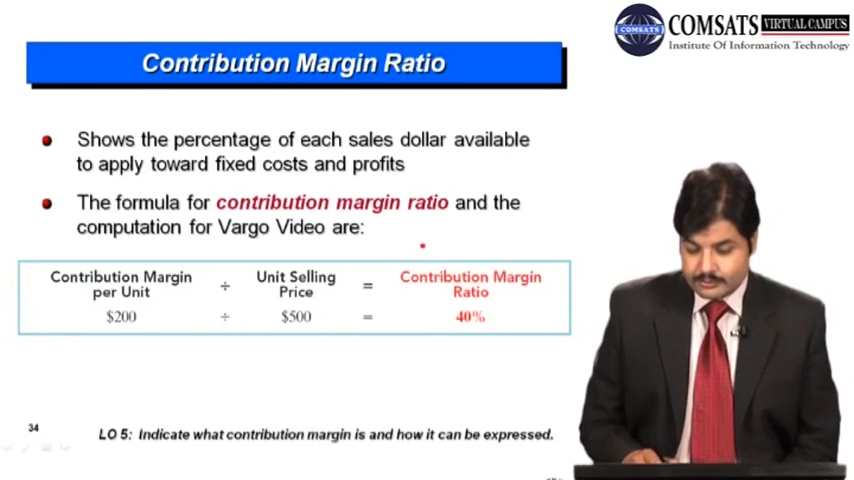 COMSATS VIRTUAL CAMPUS
Institute Of Information Technology
COMSATS
Contribution Margin Ratio
Shows the percentage of each sales dollar available
to apply toward fixed costs and profits
The formula for contribution margin ratio and the
computation for Vargo Video are:
Contribution Margin per Unit ÷ Unit Selling Price = Contribution Margin Ratio
$200 ÷ $500 = 40%
34
LO 5: Indicate what contribution margin is and how it can be expressed.